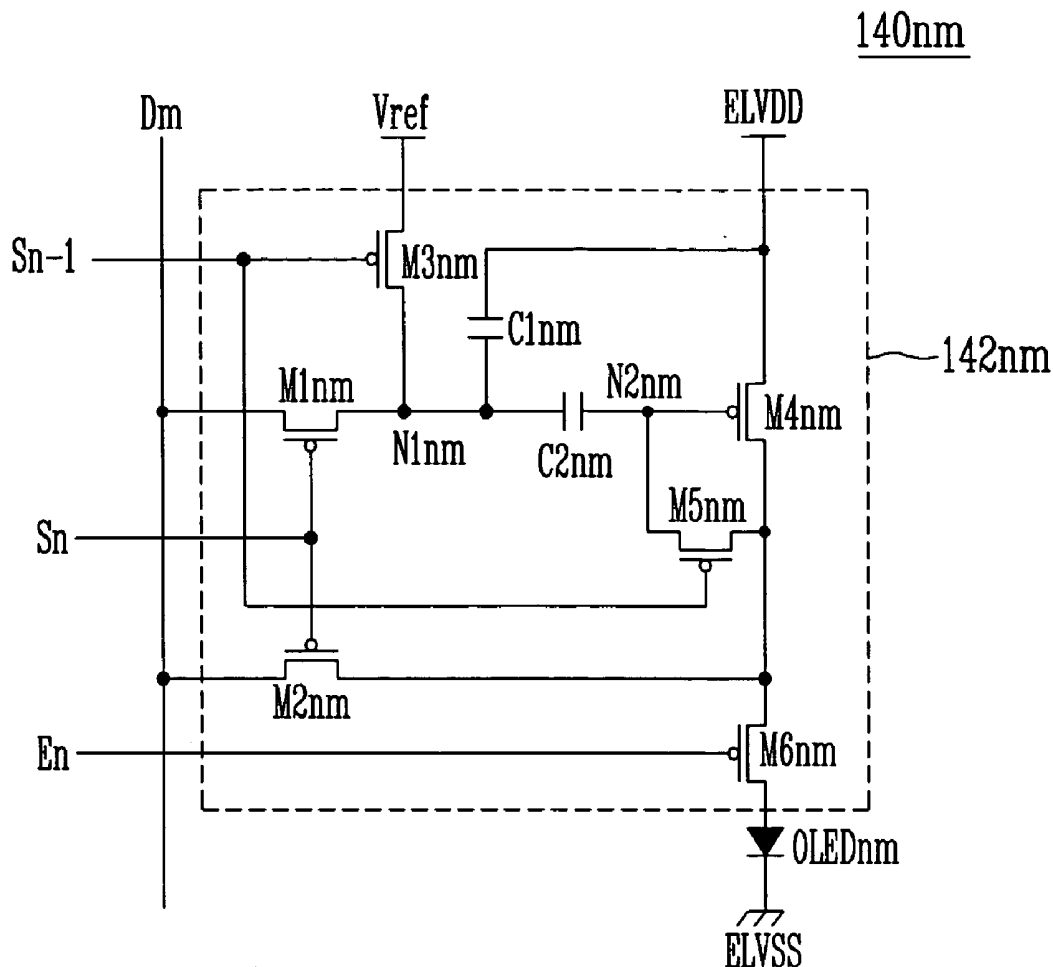 140nm
Dm
Vref
ELVDD
Sn-1
M3nm
C1nm
142nm
M1nm
N2nm
M4nm
N1nm
C2nm
M5nm
Sn
M2nm
En
M6nm
OLEDnm
ELVSS